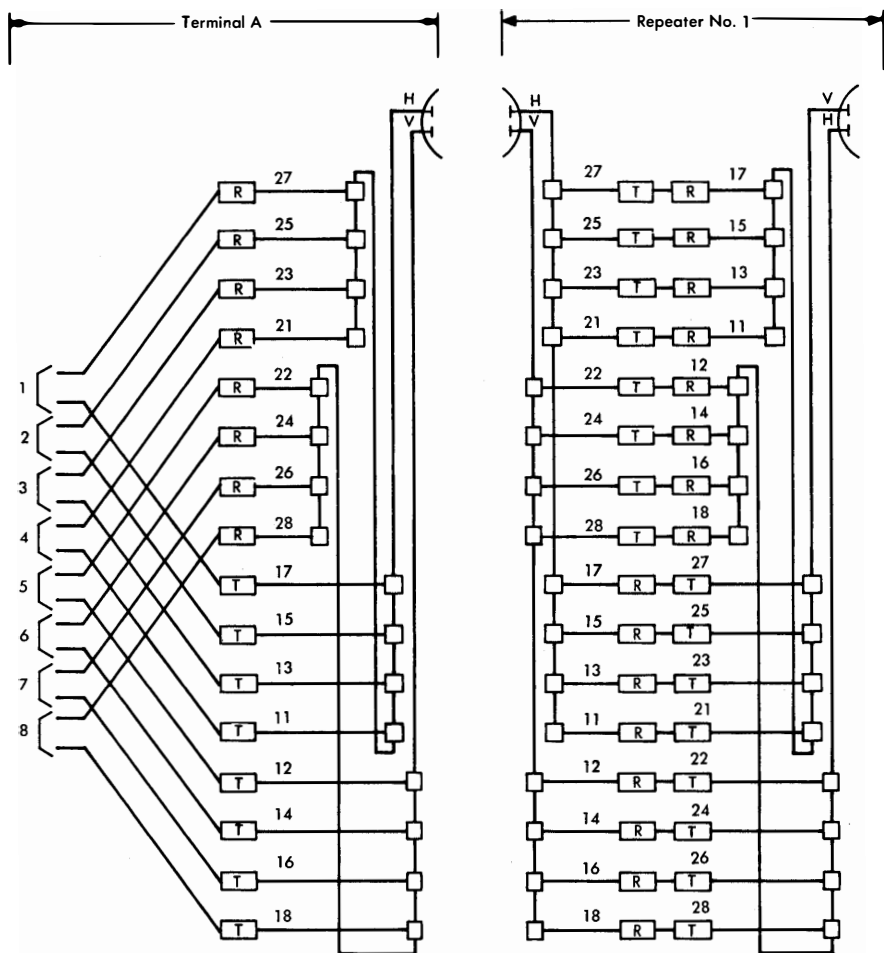 Terminal A
Repeater No. 1
H
V
H
V
V
H
27
R
25
R
23
R
21
R
22
R
24
R
26
R
28
R
17
T
15
T
13
T
11
T
12
T
14
T
16
T
18
T
1
2
3
4
5
6
7
8
27 T R 17
25 T R 15
23 T R 13
21 T R 11
22 T R 12
24 T R 14
26 T R 16
28 T R 18
17 R T 27
15 R T 25
13 R T 23
11 R T 21
12 R T 22
14 R T 24
16 R T 26
18 R T 28